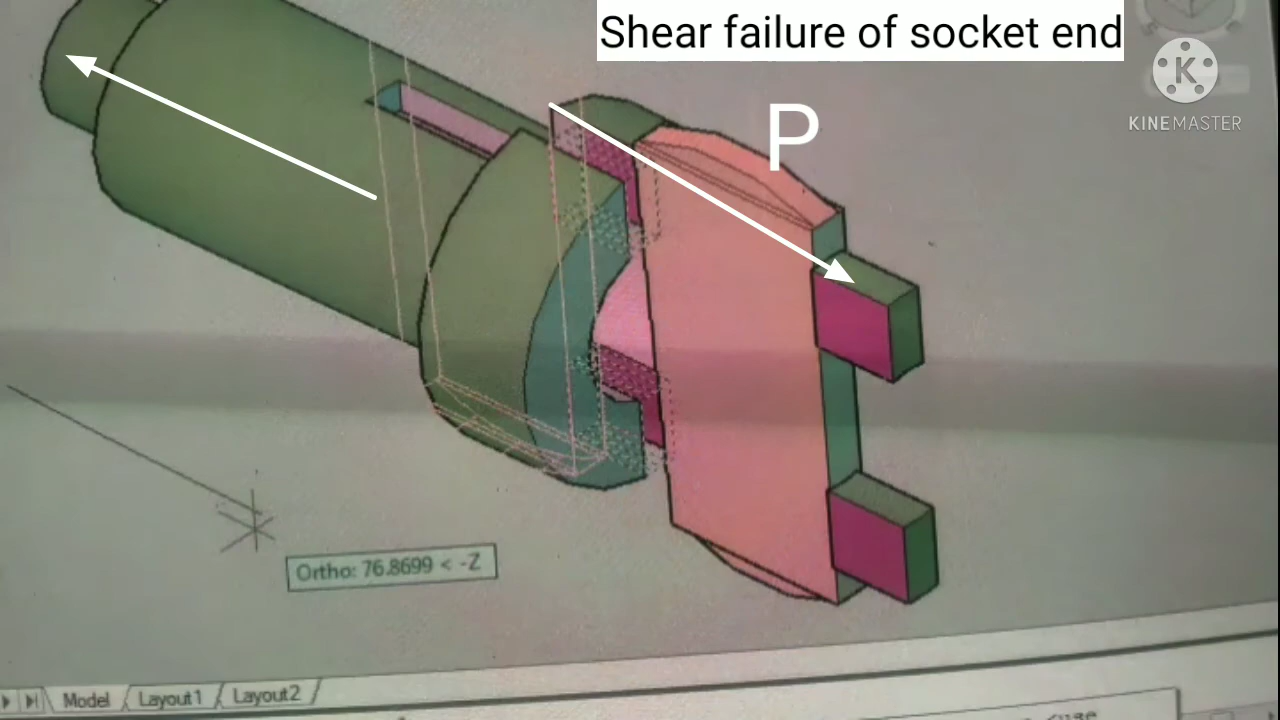 Shear failure of socket end
P
K
KINEMASTER
Ortho: 76.8699 < -Z
Model
Layout1
Layout2